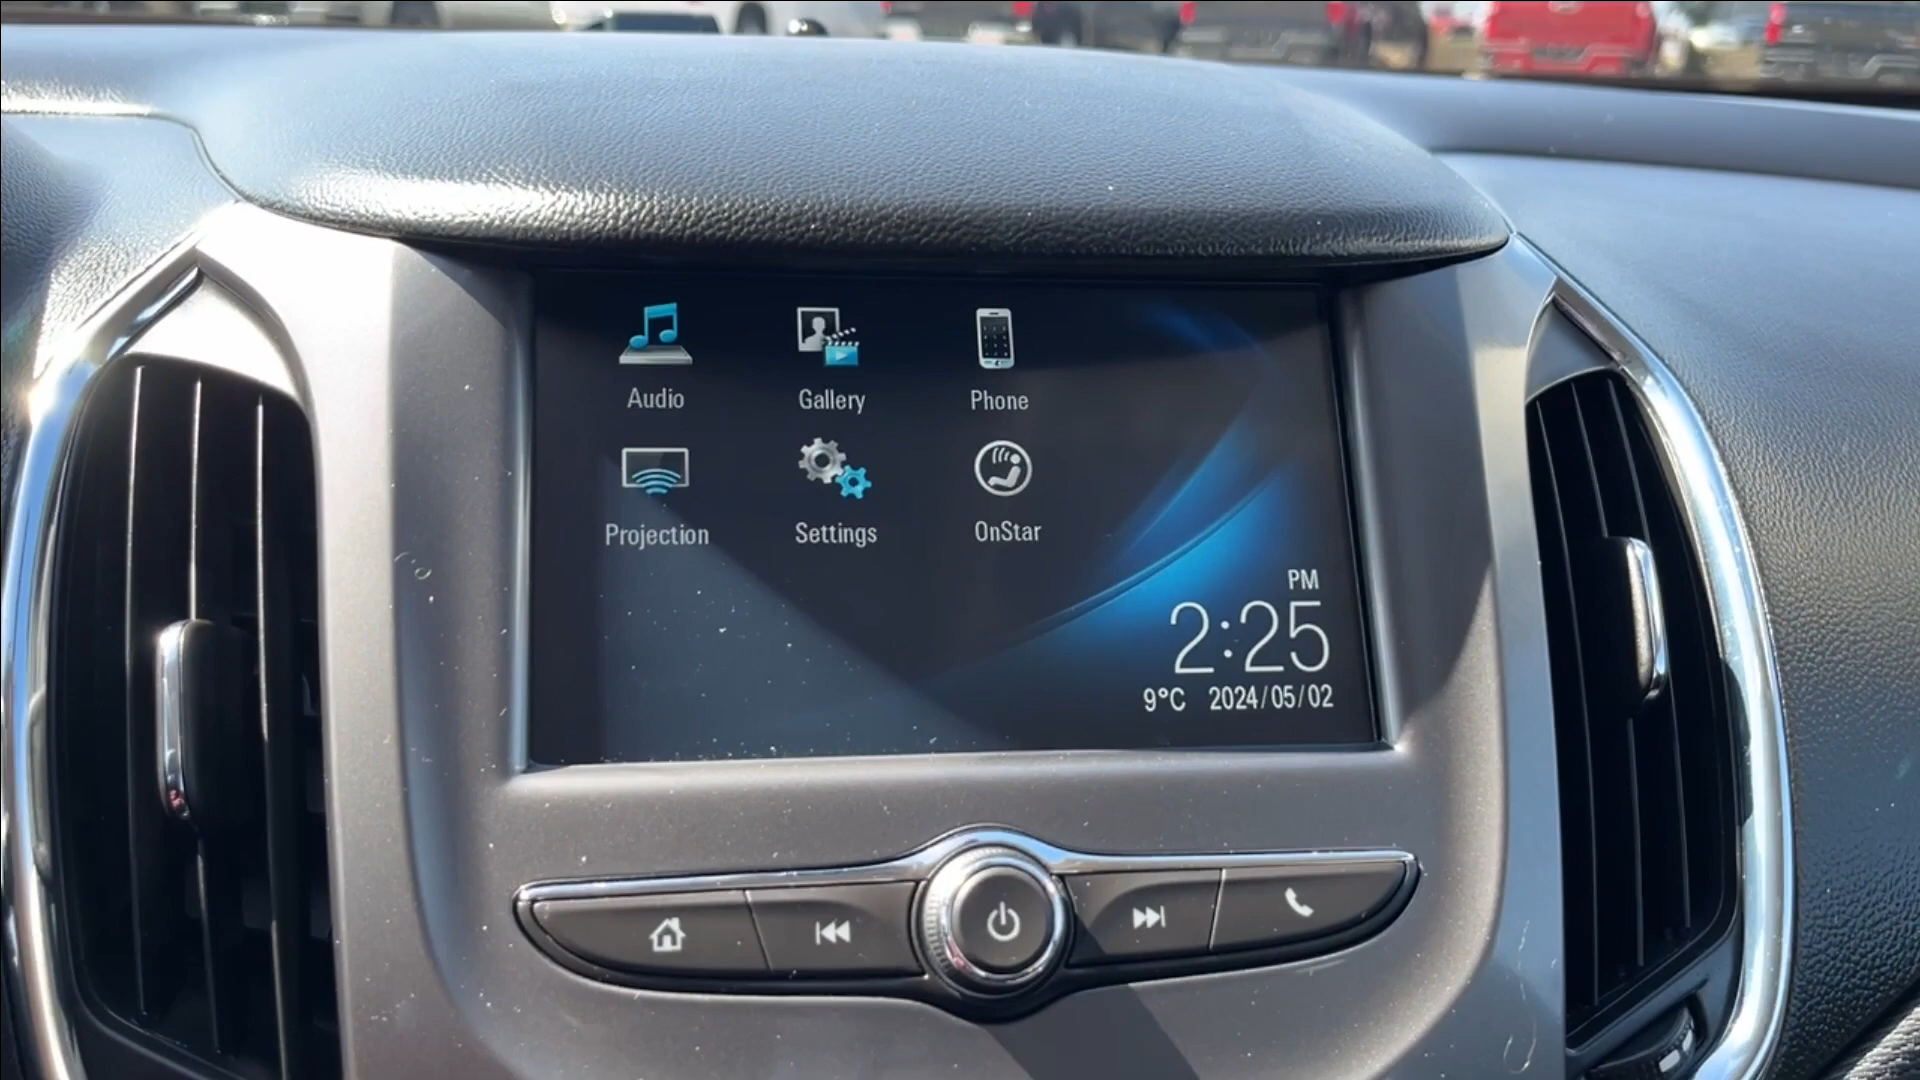 Audio
Gallery
Phone
Projection
Settings
OnStar
PM
2:25
9°C 2024/05/02